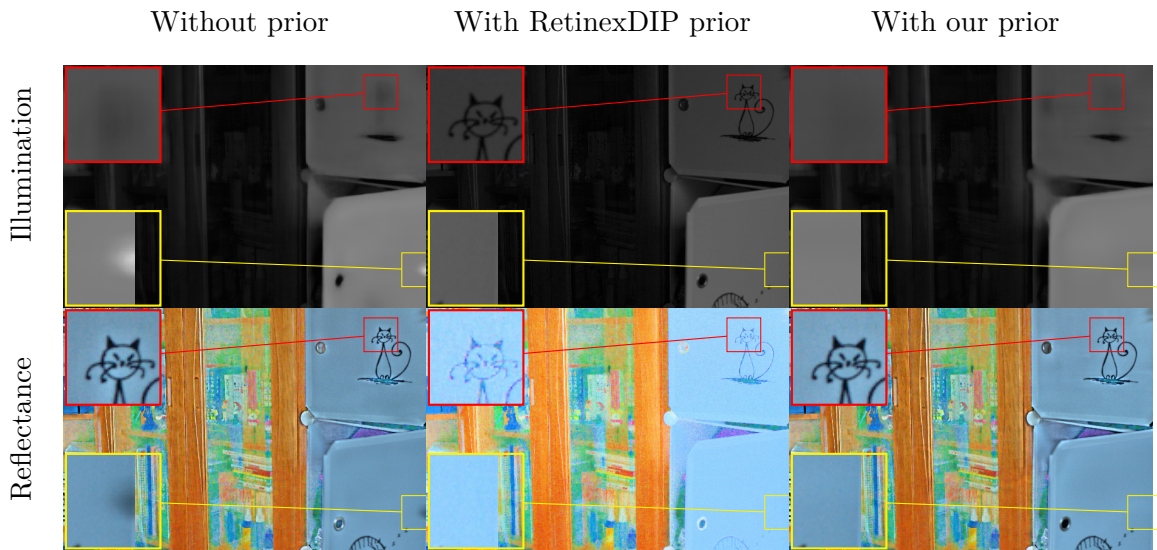 Without prior
With RetinexDIP prior
With our prior
Illumination
Reflectance